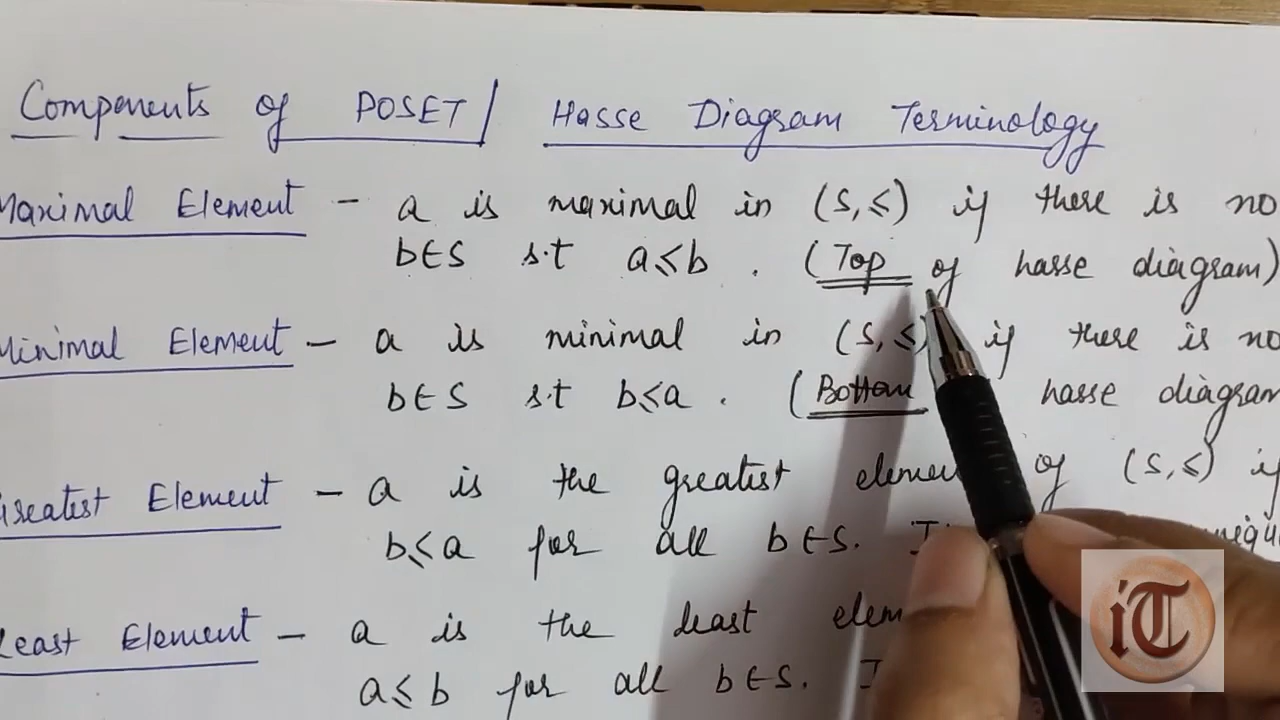 Components of POSET / Hasse Diagram Terminology
Maximal Element - a is maximal in (S, ≤) if there is no
b∈S s.t a≤b . (Top of hasse diagram)
Minimal Element - a is minimal in (S, ≤) if there is no
b∈S s.t b≤a . (Bottom hasse diagram
Greatest Element - a is the greatest element of (S, ≤) if
b≤a for all b∈S.
Least Element - a is the least elem
a≤b for all b∈S.
iT